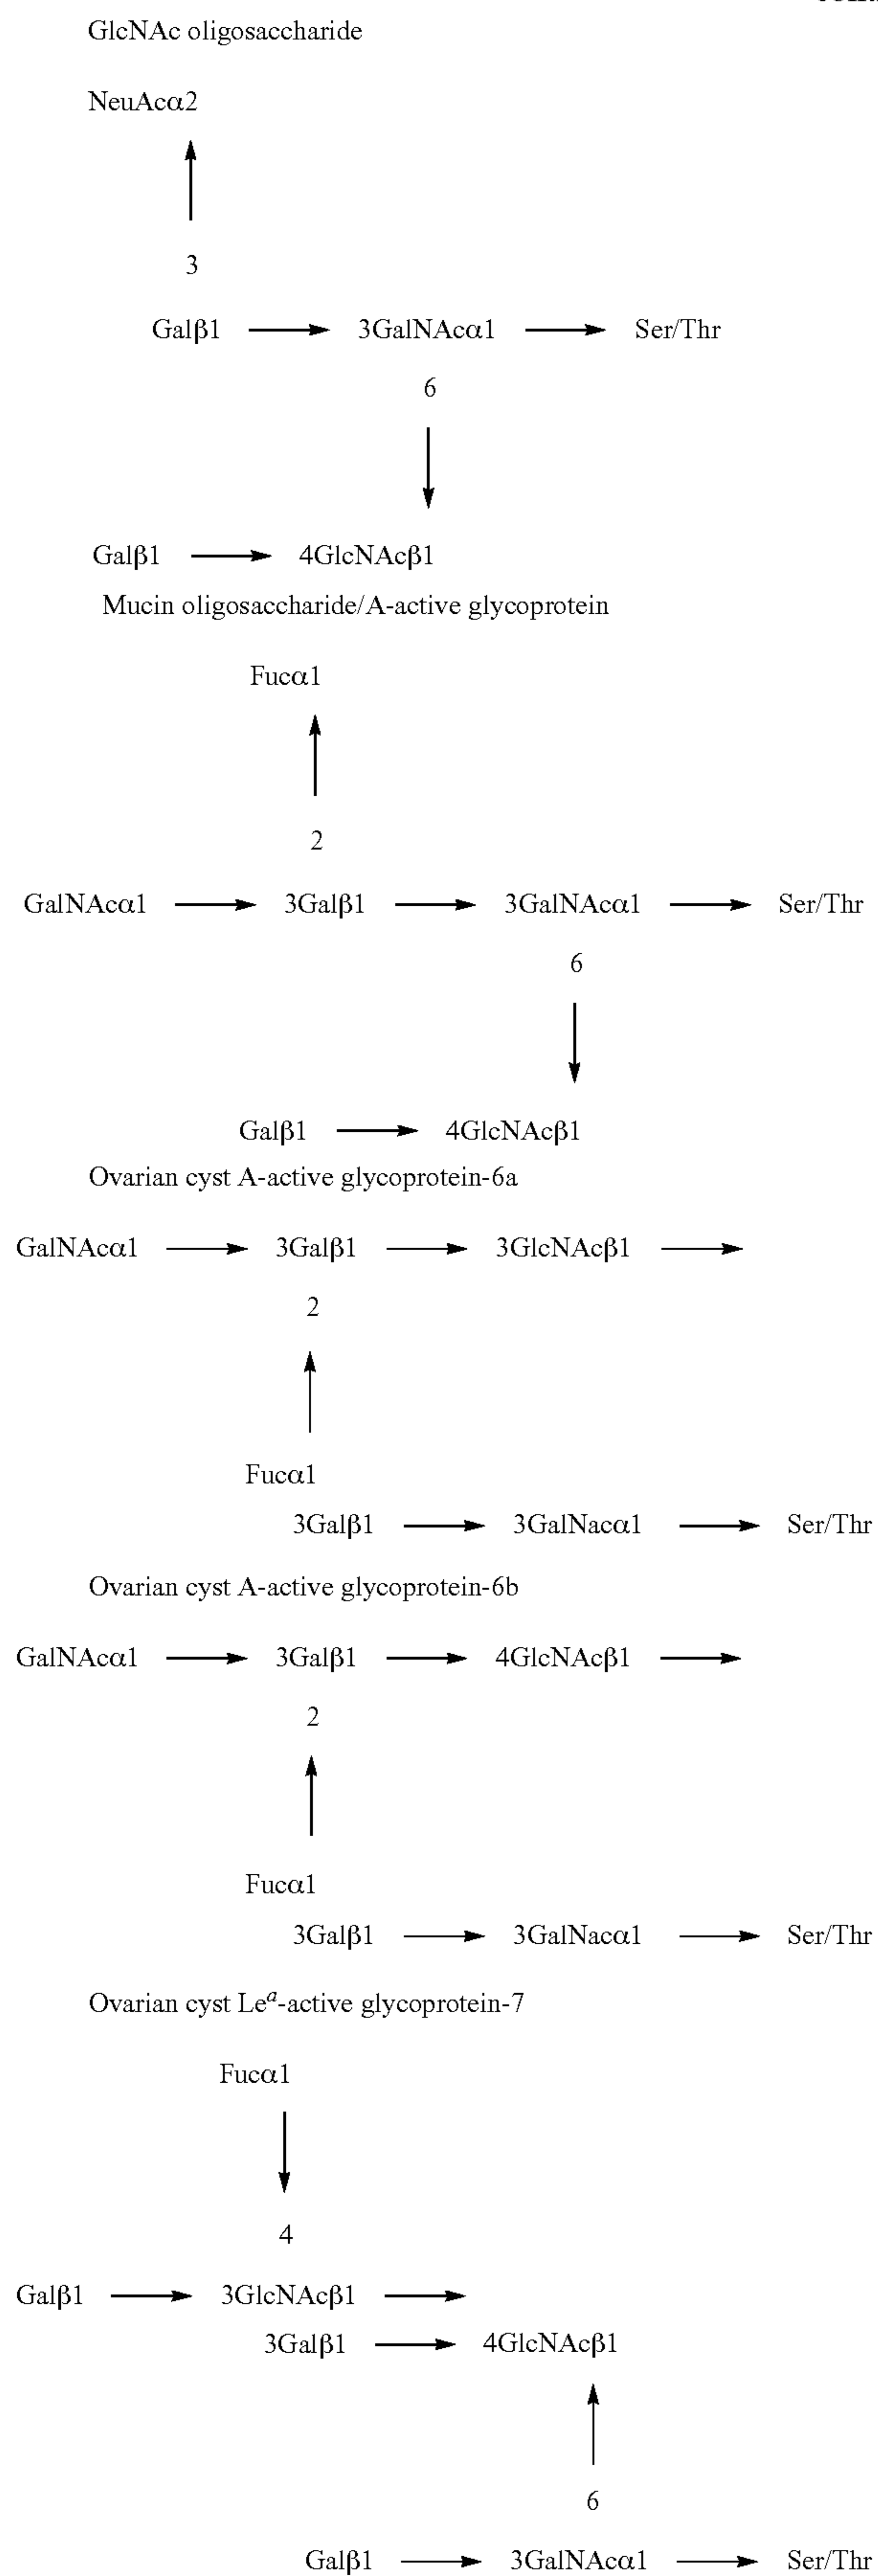 GlcNAc oligosaccharide
NeuAcα2
3
Galβ1 → 3GalNAcα1 → Ser/Thr
6
Galβ1 → 4GlcNAcβ1
Mucin oligosaccharide/A-active glycoprotein
Fucα1
2
GalNAcα1 → 3Galβ1 → 3GalNAcα1 → Ser/Thr
6
Galβ1 → 4GlcNAcβ1
Ovarian cyst A-active glycoprotein-6a
GalNAcα1 → 3Galβ1 → 3GlcNAcβ1 →
2
Fucα1
3Galβ1 → 3GalNacα1 → Ser/Thr
Ovarian cyst A-active glycoprotein-6b
GalNAcα1 → 3Galβ1 → 4GlcNAcβ1 →
2
Fucα1
3Galβ1 → 3GalNacα1 → Ser/Thr
Ovarian cyst Leᵃ-active glycoprotein-7
Fucα1
4
Galβ1 → 3GlcNAcβ1 →
3Galβ1 → 4GlcNAcβ1
6
Galβ1 → 3GalNAcα1 → Ser/Thr